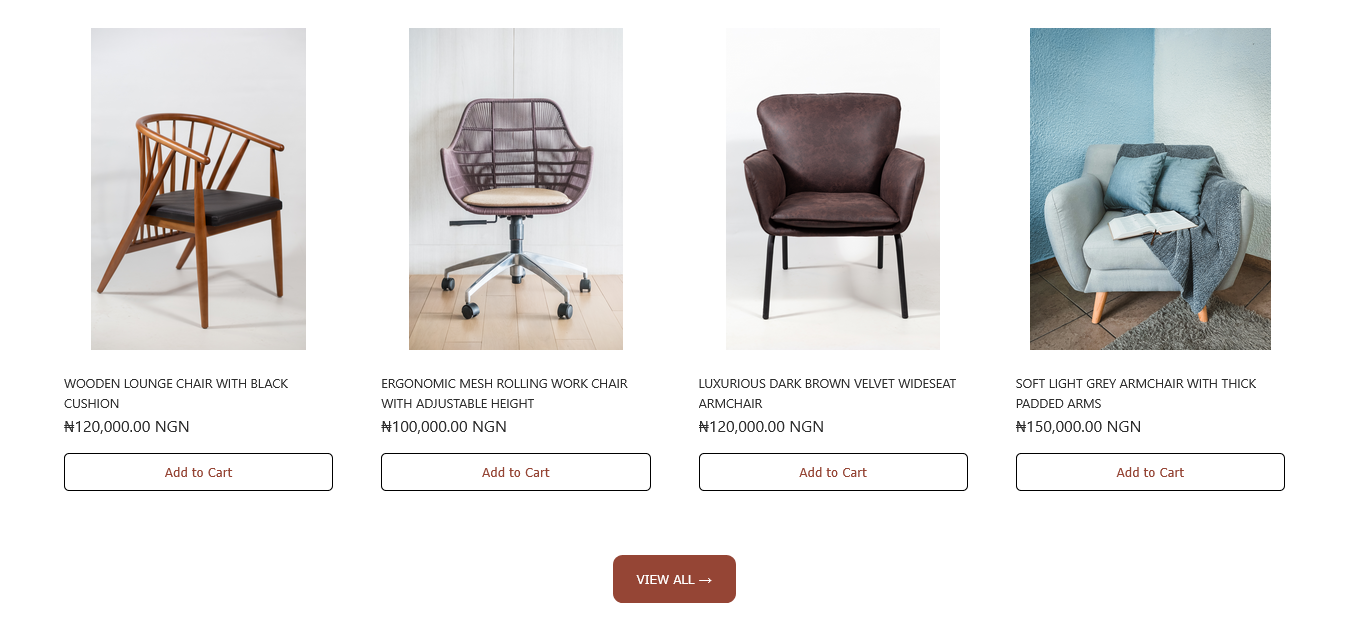 WOODEN LOUNGE CHAIR WITH BLACK
CUSHION
₦120,000.00 NGN
Add to Cart
ERGONOMIC MESH ROLLING WORK CHAIR
WITH ADJUSTABLE HEIGHT
₦100,000.00 NGN
Add to Cart
LUXURIOUS DARK BROWN VELVET WIDESEAT
ARMCHAIR
₦120,000.00 NGN
Add to Cart
SOFT LIGHT GREY ARMCHAIR WITH THICK
PADDED ARMS
₦150,000.00 NGN
Add to Cart
VIEW ALL →